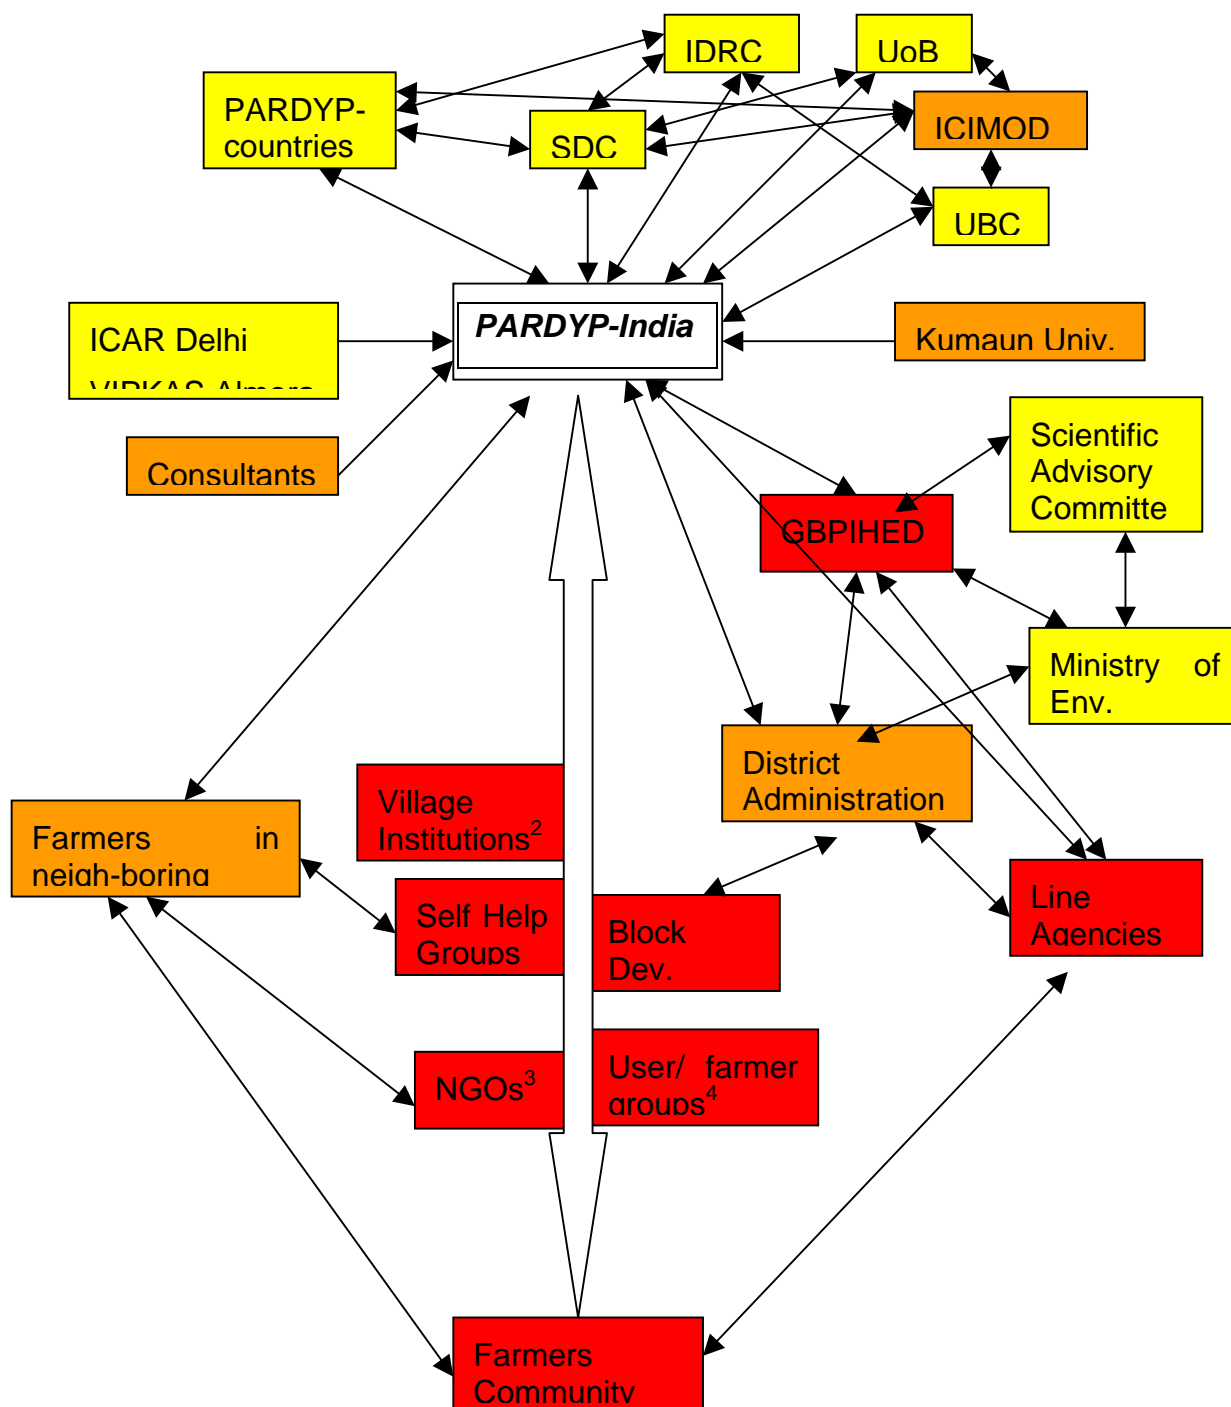 IDRC
UoB
PARDYP-
countries
SDC
ICIMOD
UBC
PARDYP-India
ICAR Delhi
VIPKAS Almora
Kumaun Univ.
Consultants
Scientific
Advisory
Committe
GBPIHED
Ministry of
Env.
District
Administration
Village
Institutions²
Farmers in
neigh-boring
Self Help
Groups
Block
Dev.
Line
Agencies
NGOs³
User/ farmer
groups⁴
Farmers
Community